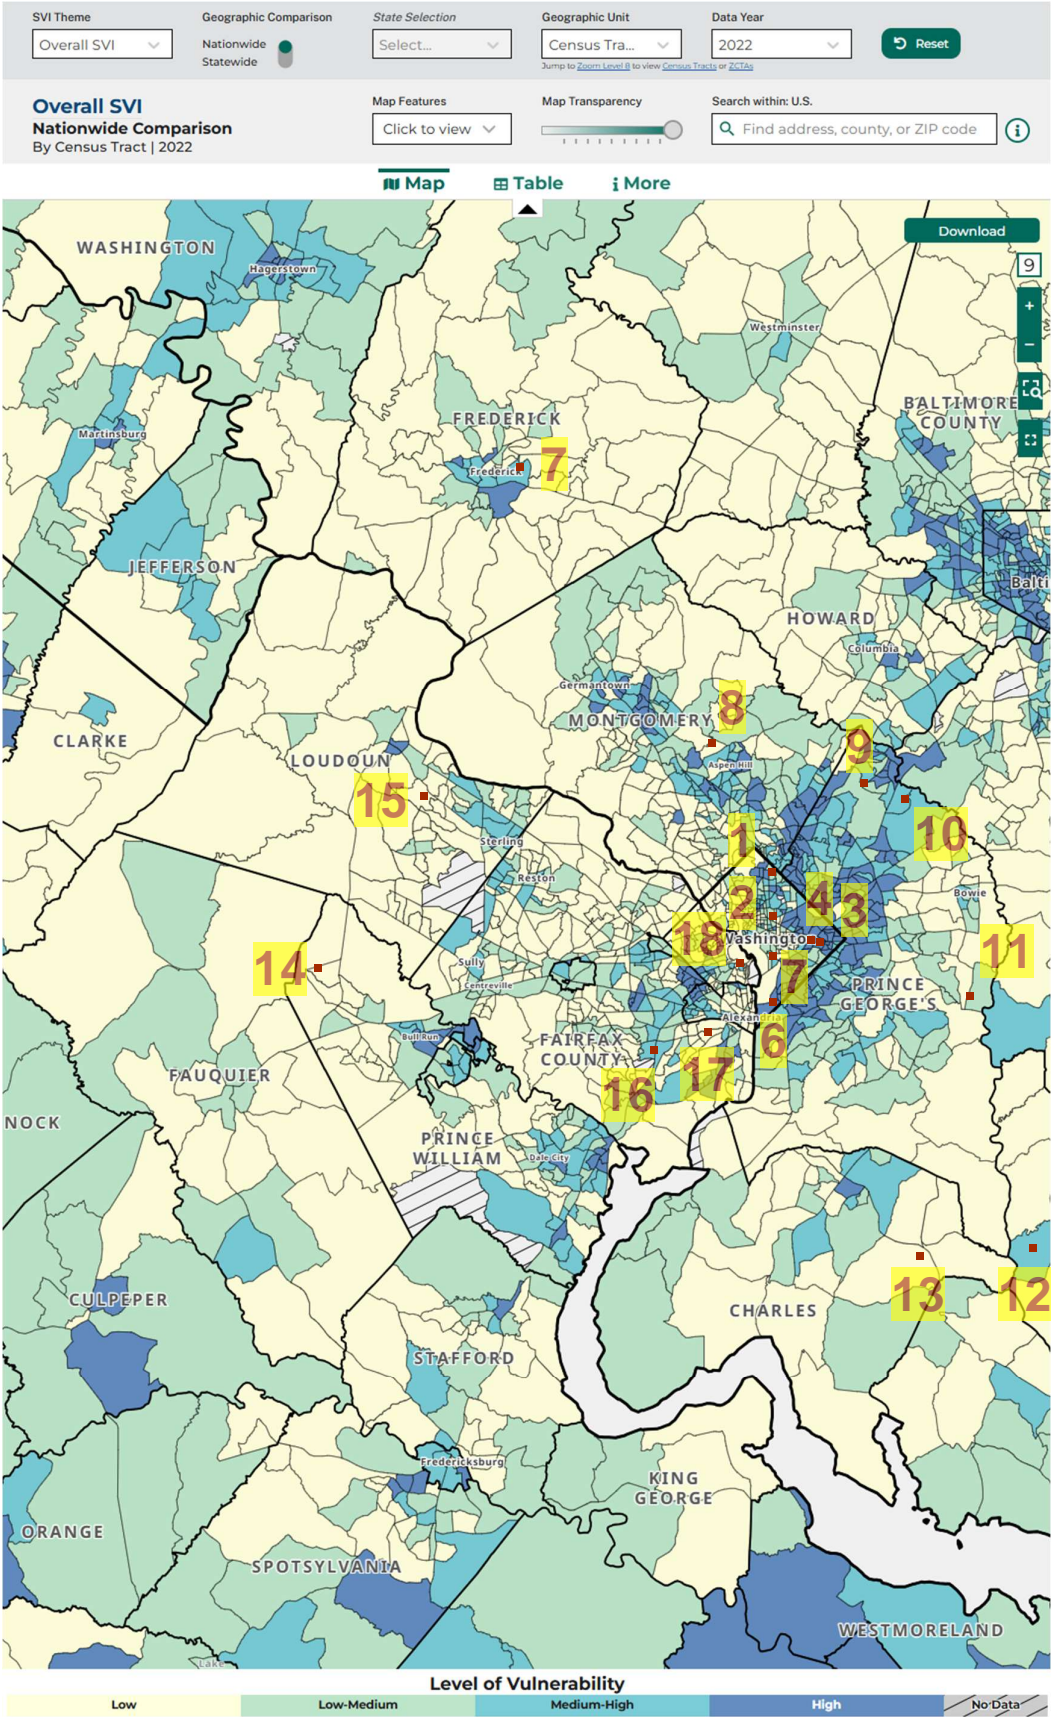 SVI Theme
Geographic Comparison
State Selection
Geographic Unit
Data Year
Overall SVI
Nationwide
Statewide
Select...
Census Tra...
2022
Reset
Jump to Zoom Level 8 to view Census Tracts or ZCTAs
Overall SVI
Nationwide Comparison
By Census Tract | 2022
Map Features
Click to view
Map Transparency
Search within: U.S.
Find address, county, or ZIP code
Map
Table
More
Download
9
WASHINGTON
Hagerstown
Westminster
BALTIMORE
COUNTY
FREDERICK
Martinsburg
Frederick
7
JEFFERSON
Balti
HOWARD
Columbia
Germantown
MONTGOMERY
8
CLARKE
LOUDOUN
Aspen Hill
9
15
10
1
Sterling
Reston
2
4
3
Bowie
18
Washingto
11
14
Sully
Centreville
7
PRINCE
GEORGE'S
Alexandria
6
Bull Run
FAIRFAX
COUNTY
17
16
FAUQUIER
NOCK
PRINCE
WILLIAM
Dale City
12
13
CULPEPER
CHARLES
STAFFORD
Fredericksburg
KING
GEORGE
ORANGE
SPOTSYLVANIA
WESTMORELAND
Lake
Level of Vulnerability
Low
Low-Medium
Medium-High
High
No Data